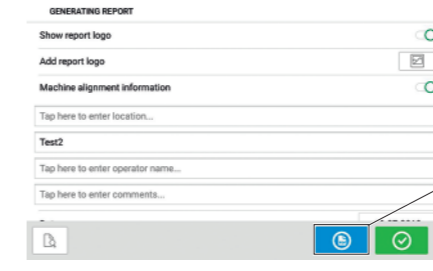 GENERATING REPORT
Show report logo
Add report logo
Machine alignment information
Tap here to enter location...
Test2
Tap here to enter operator name...
Tap here to enter comments...